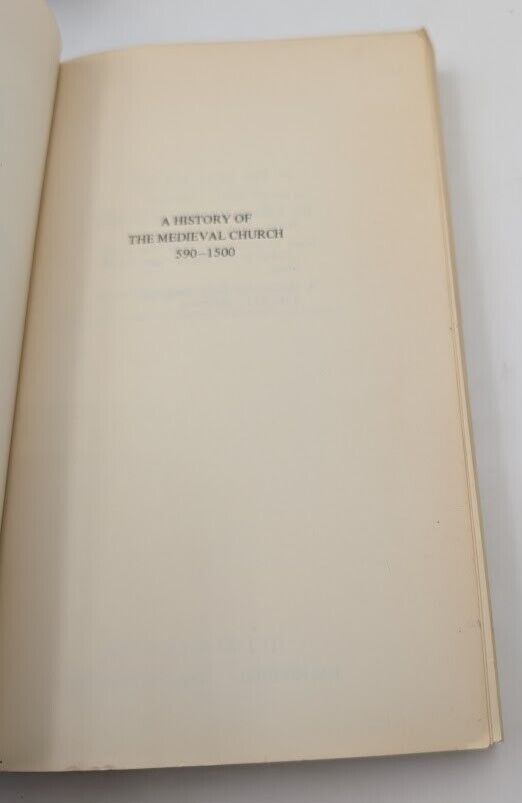 A HISTORY OF
THE MEDIEVAL CHURCH
590–1500